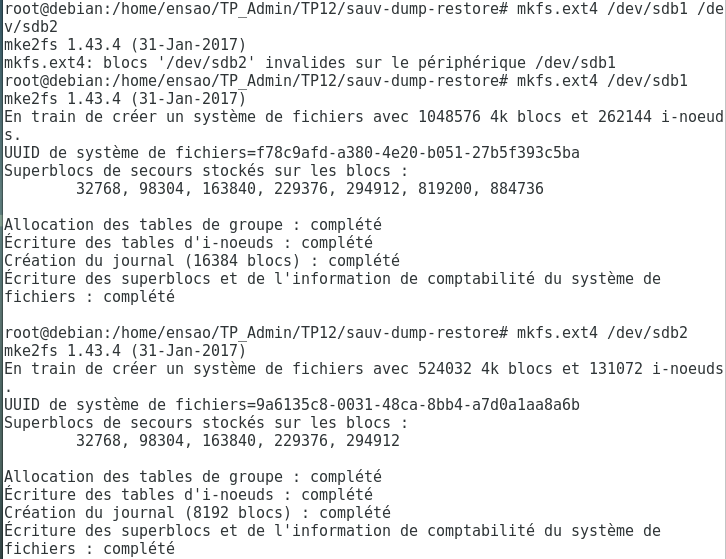 root@debian:/home/ensao/TP_Admin/TP12/sauv-dump-restore# mkfs.ext4 /dev/sdb1 /de
v/sdb2
mke2fs 1.43.4 (31-Jan-2017)
mkfs.ext4: blocs '/dev/sdb2' invalides sur le périphérique /dev/sdb1
root@debian:/home/ensao/TP_Admin/TP12/sauv-dump-restore# mkfs.ext4 /dev/sdb1
mke2fs 1.43.4 (31-Jan-2017)
En train de créer un système de fichiers avec 1048576 4k blocs et 262144 i-noeud
s.
UUID de système de fichiers=f78c9afd-a380-4e20-b051-27b5f393c5ba
Superblocs de secours stockés sur les blocs :
        32768, 98304, 163840, 229376, 294912, 819200, 884736

Allocation des tables de groupe : complété
Écriture des tables d'i-noeuds : complété
Création du journal (16384 blocs) : complété
Écriture des superblocs et de l'information de comptabilité du système de
fichiers : complété

root@debian:/home/ensao/TP_Admin/TP12/sauv-dump-restore# mkfs.ext4 /dev/sdb2
mke2fs 1.43.4 (31-Jan-2017)
En train de créer un système de fichiers avec 524032 4k blocs et 131072 i-noeuds
.
UUID de système de fichiers=9a6135c8-0031-48ca-8bb4-a7d0a1aa8a6b
Superblocs de secours stockés sur les blocs :
        32768, 98304, 163840, 229376, 294912

Allocation des tables de groupe : complété
Écriture des tables d'i-noeuds : complété
Création du journal (8192 blocs) : complété
Écriture des superblocs et de l'information de comptabilité du système de
fichiers : complété